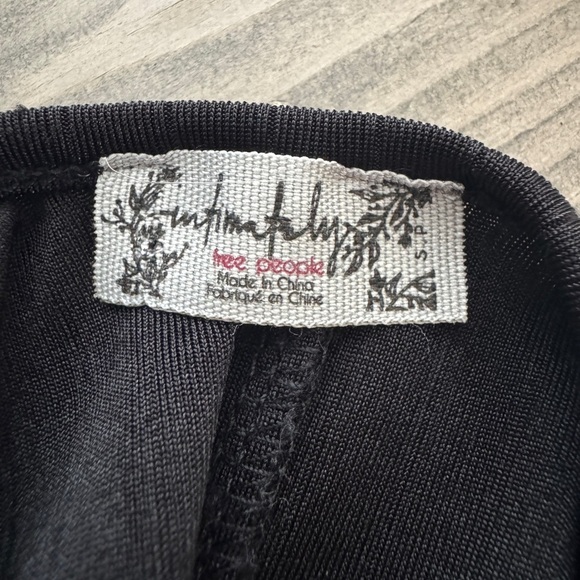 intimately
free people
Made in China
Fabriqué en Chine
S.P